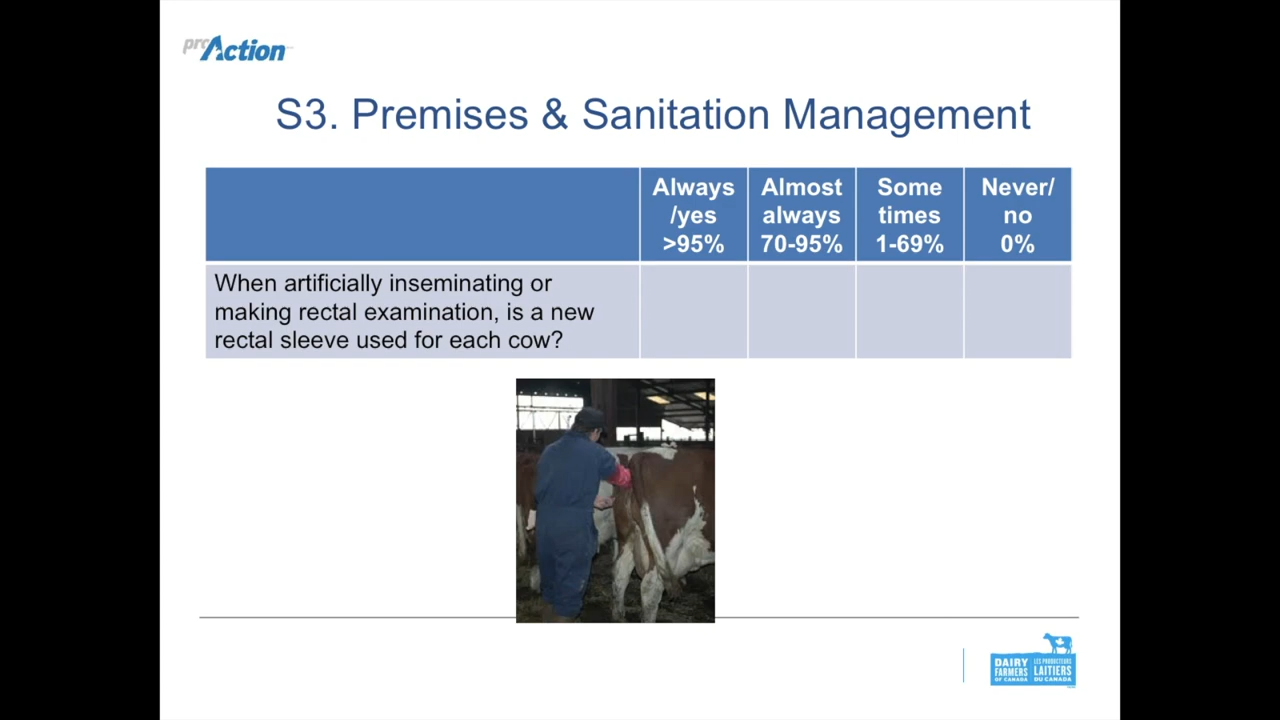 proAction
S3. Premises & Sanitation Management
Always
/yes
>95%
Almost
always
70-95%
Some
times
1-69%
Never/
no
0%
When artificially inseminating or
making rectal examination, is a new
rectal sleeve used for each cow?
DAIRY
FARMERS
OF CANADA
LES PRODUCTEURS
LAITIERS
DU CANADA